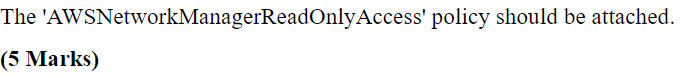 The 'AWSNetworkManagerReadOnlyAccess' policy should be attached.
(5 Marks)